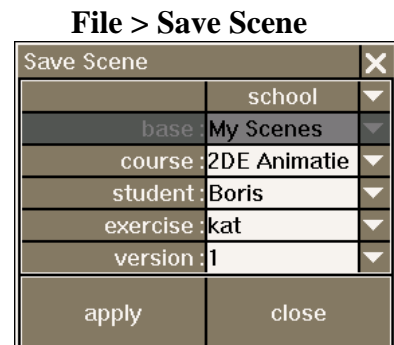 File > Save Scene
Save Scene
school
base : My Scenes
course : 2DE Animatie
student : Boris
exercise : kat
version : 1
apply close